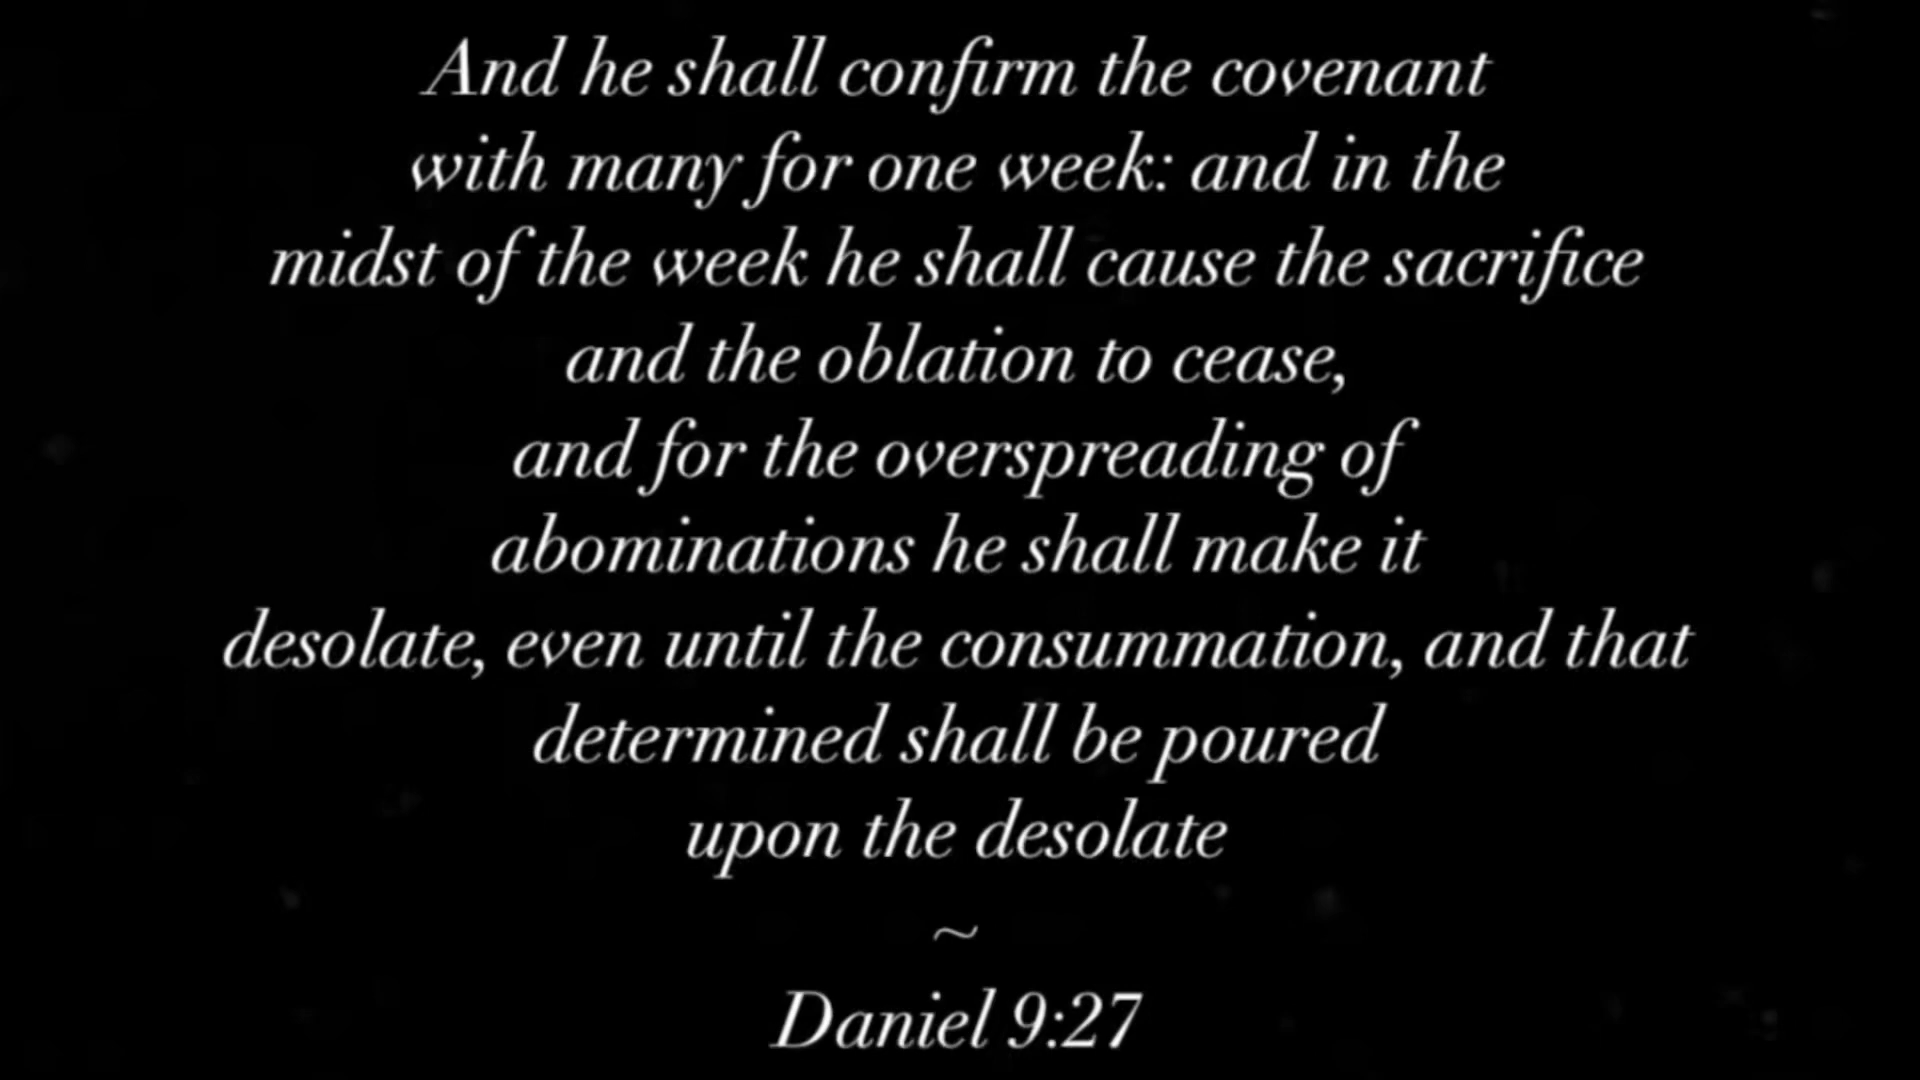 And he shall confirm the covenant
with many for one week: and in the
midst of the week he shall cause the sacrifice
and the oblation to cease,
and for the overspreading of
abominations he shall make it
desolate, even until the consummation, and that
determined shall be poured
upon the desolate
~
Daniel 9:27